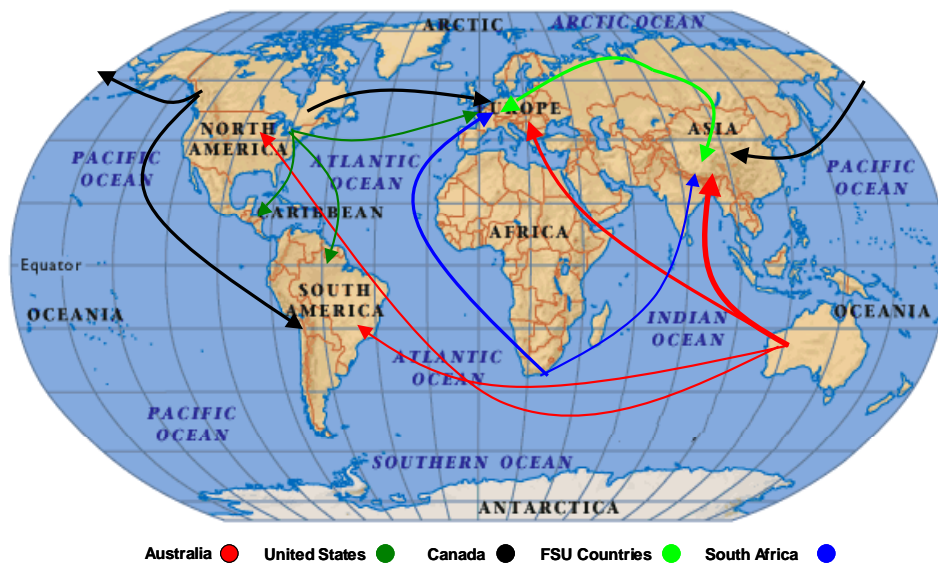 ARCTIC
ARCTIC OCEAN
EUROPE
NORTH
AMERICA
ASIA
PACIFIC
OCEAN
ATLANTIC
OCEAN
PACIFIC
OCEAN
CARIBBEAN
AFRICA
Equator
SOUTH
AMERICA
OCEANIA
INDIAN
OCEAN
OCEANIA
ATLANTIC
OCEAN
PACIFIC
OCEAN
SOUTHERN OCEAN
ANTARCTICA
Australia
United States
Canada
FSU Countries
South Africa